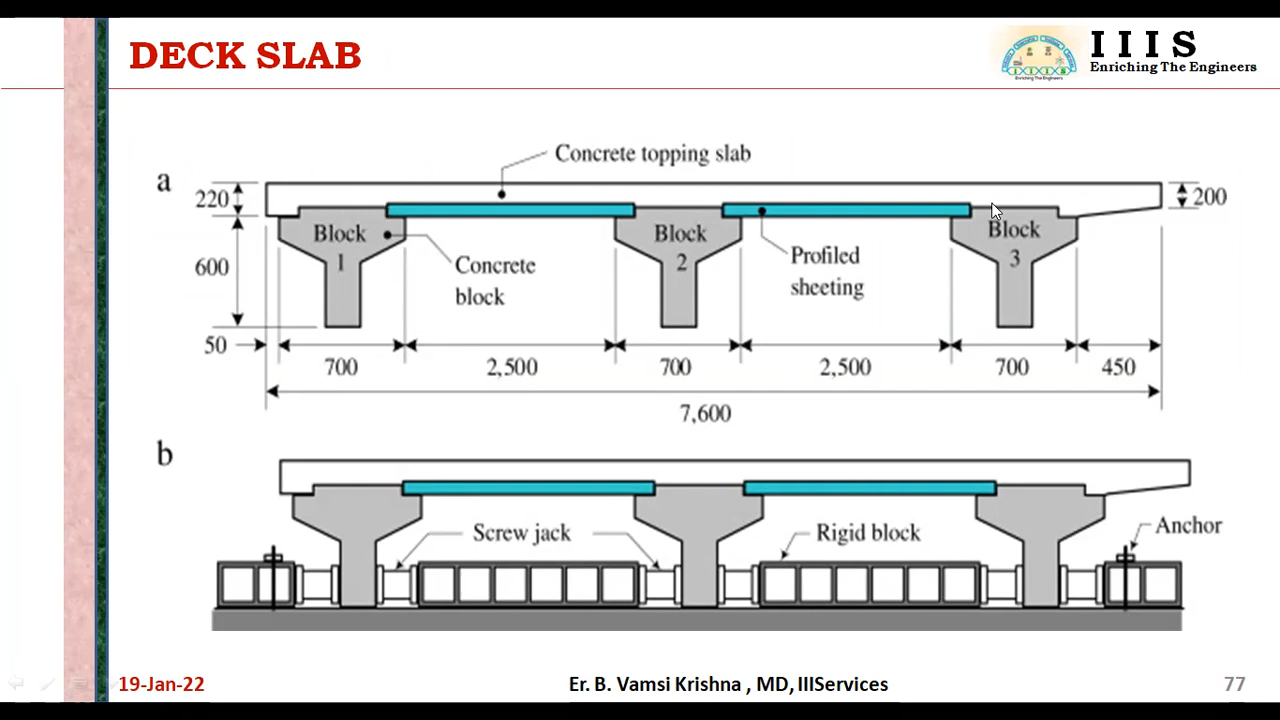 DECK SLAB
I I I S
Enriching The Engineers
a
Concrete topping slab
220
200
Block
1
Block
2
Block
3
600
Concrete
block
Profiled
sheeting
50
700
2,500
700
2,500
700
450
7,600
b
Screw jack
Rigid block
Anchor
19-Jan-22
Er. B. Vamsi Krishna , MD, IIIServices
77